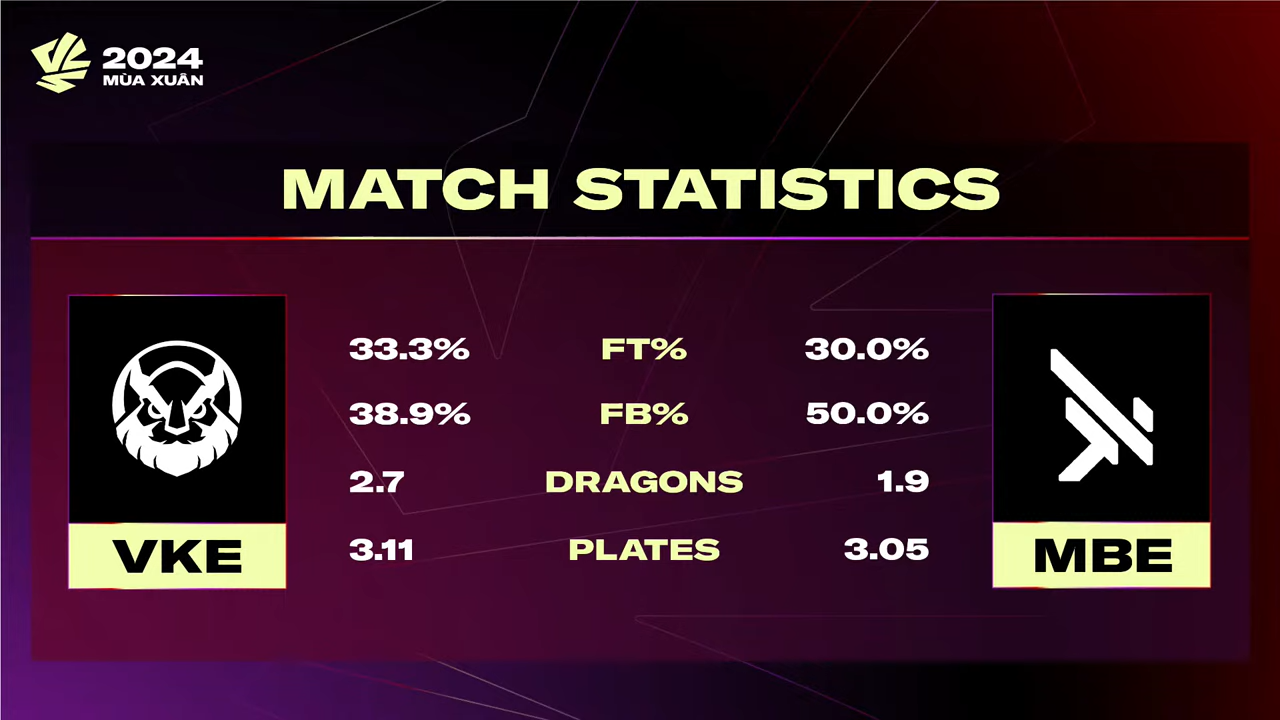 2024
MÙA XUÂN
MATCH STATISTICS
33.3% FT% 30.0%
38.9% FB% 50.0%
2.7 DRAGONS 1.9
3.11 PLATES 3.05
VKE
MBE